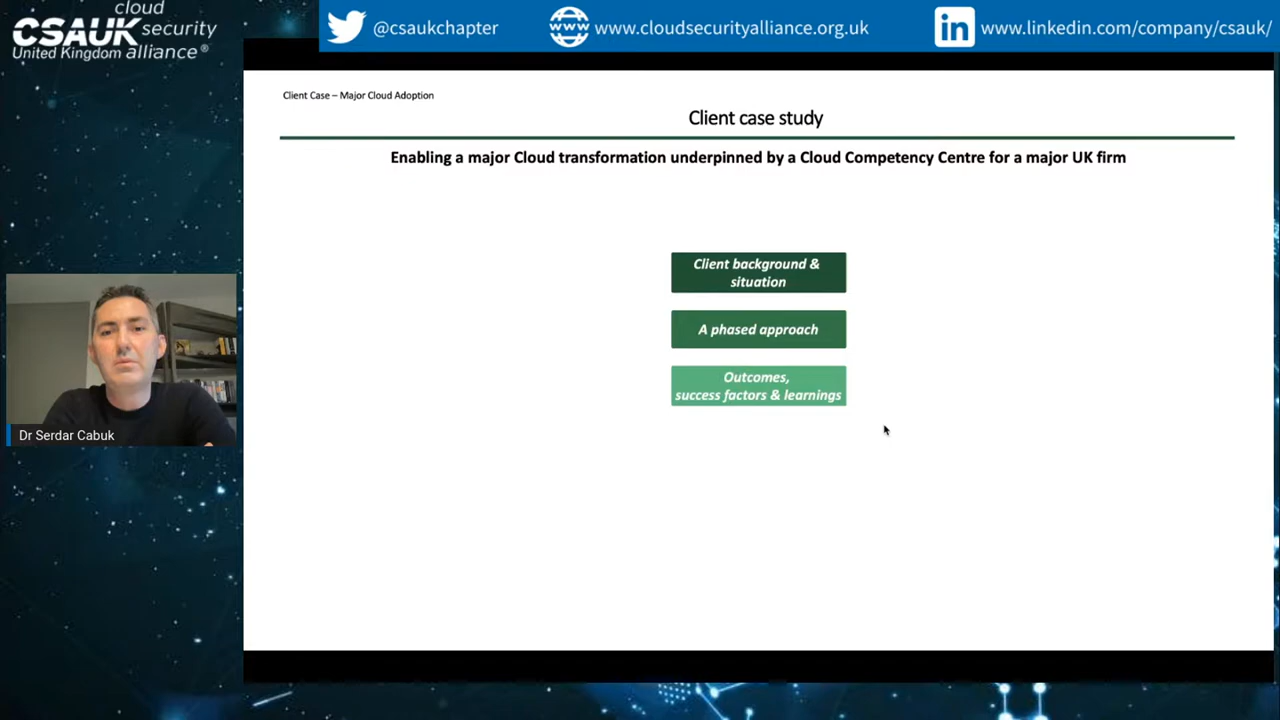 cloud
CSAUK security
United Kingdom alliance®
@csaukchapter
www.cloudsecurityalliance.org.uk
in www.linkedin.com/company/csauk/
Client Case – Major Cloud Adoption
Client case study
Enabling a major Cloud transformation underpinned by a Cloud Competency Centre for a major UK firm
Client background &
situation
A phased approach
Outcomes,
success factors & learnings
Dr Serdar Cabuk